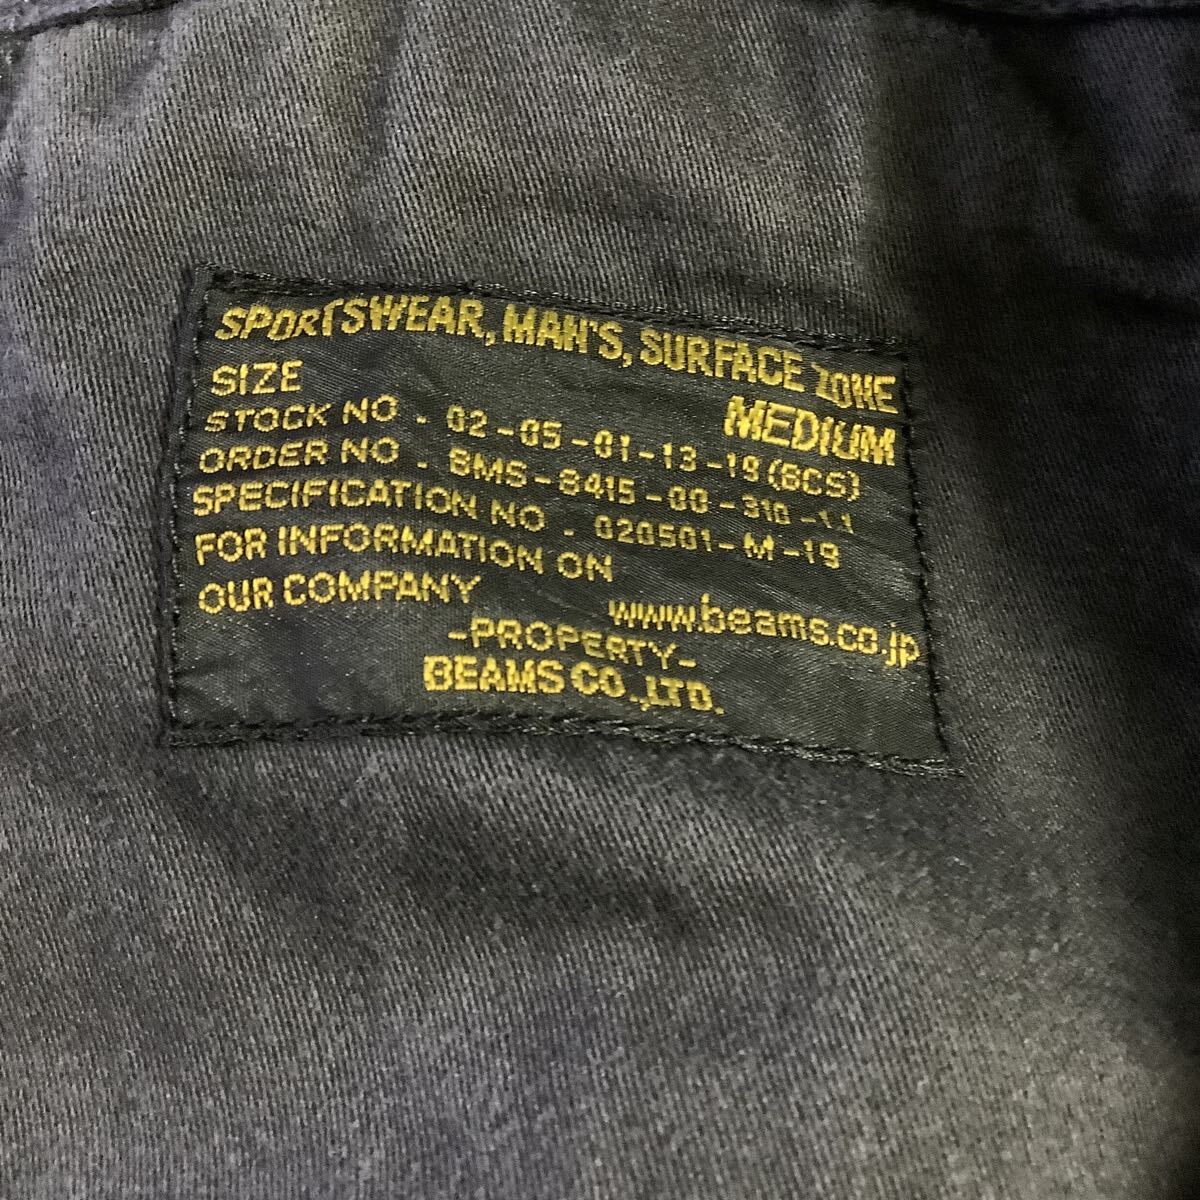 SPORTSWEAR, MAN'S, SURFACE ZONE
SIZE MEDIUM
STOCK NO . 02-05-01-13-19 (BCS)
ORDER NO . BMS-8415-00-310-11
SPECIFICATION NO . 020501-M-19
FOR INFORMATION ON
OUR COMPANY www.beams.co.jp
-PROPERTY-
BEAMS CO.,LTD.